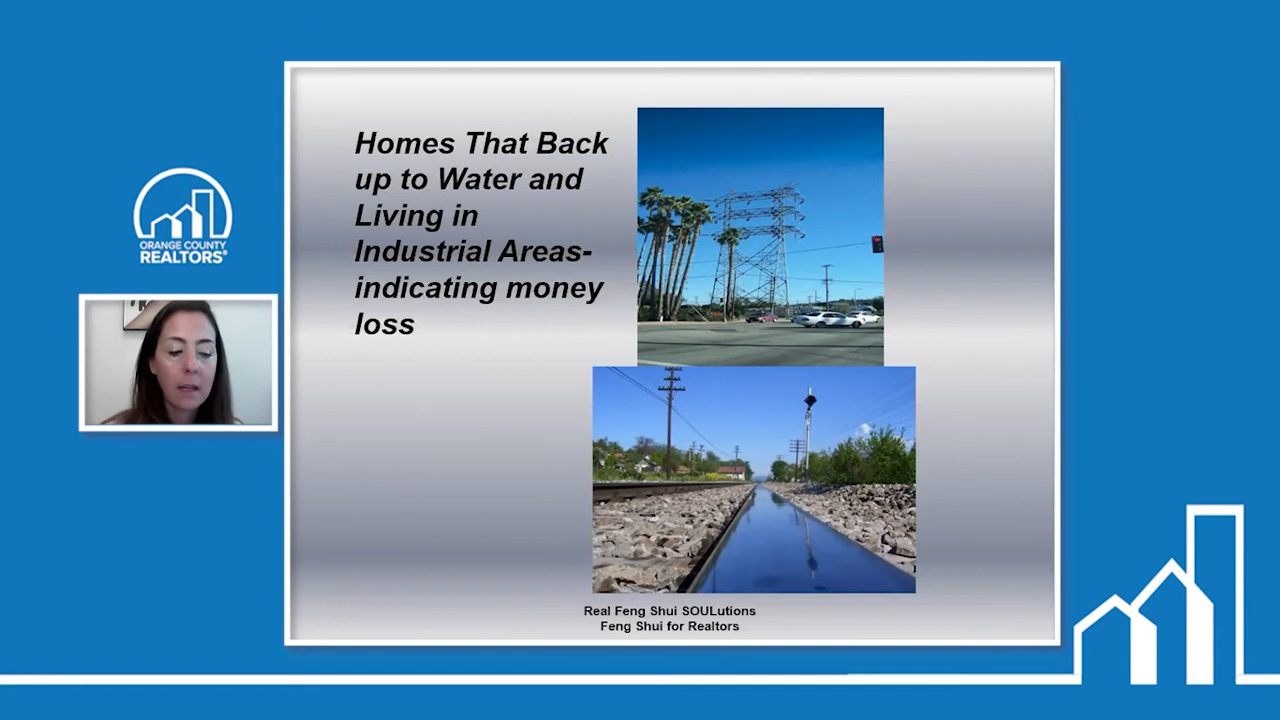 ORANGE COUNTY
REALTORS®
Homes That Back
up to Water and
Living in
Industrial Areas-
indicating money
loss
Real Feng Shui SOULutions
Feng Shui for Realtors